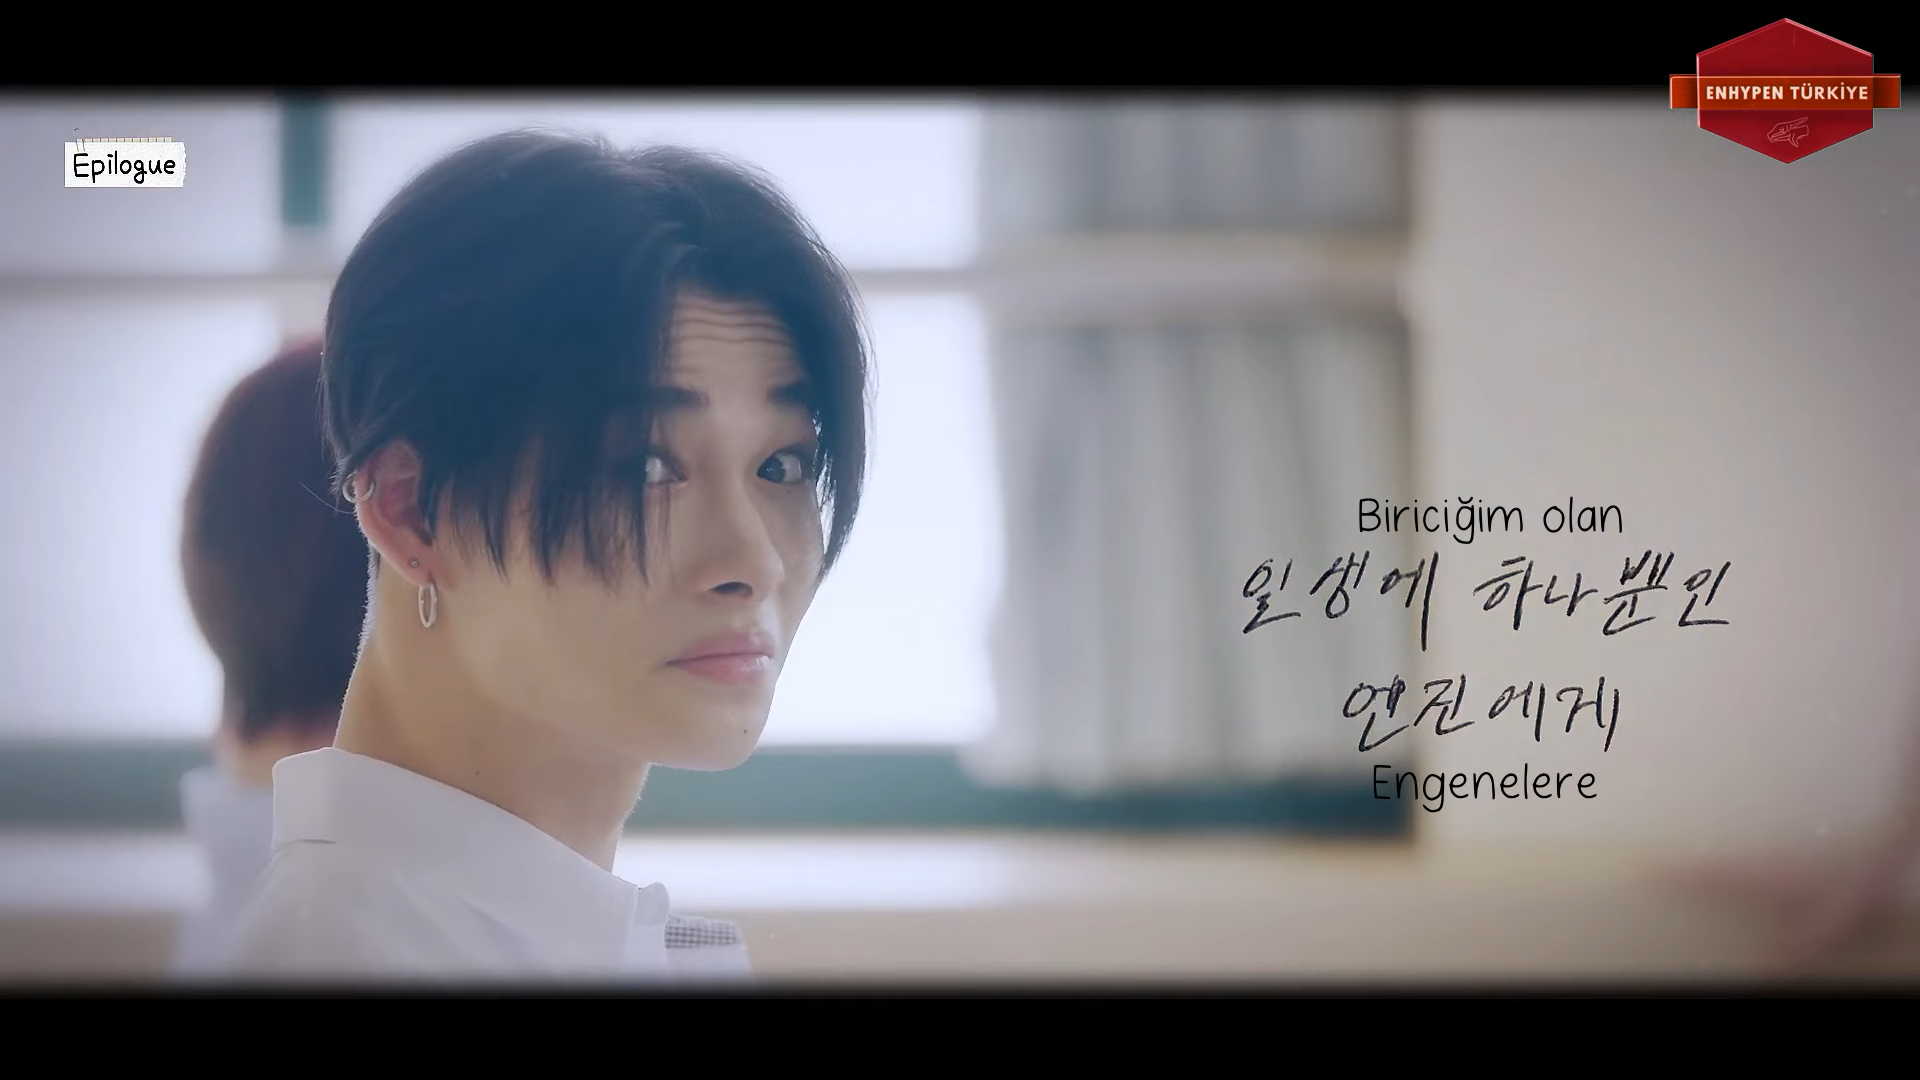 ENHYPEN TÜRKİYE
Epilogue
Biriciğim olan
일생에 하나뿐인
엔진에게
Engenelere